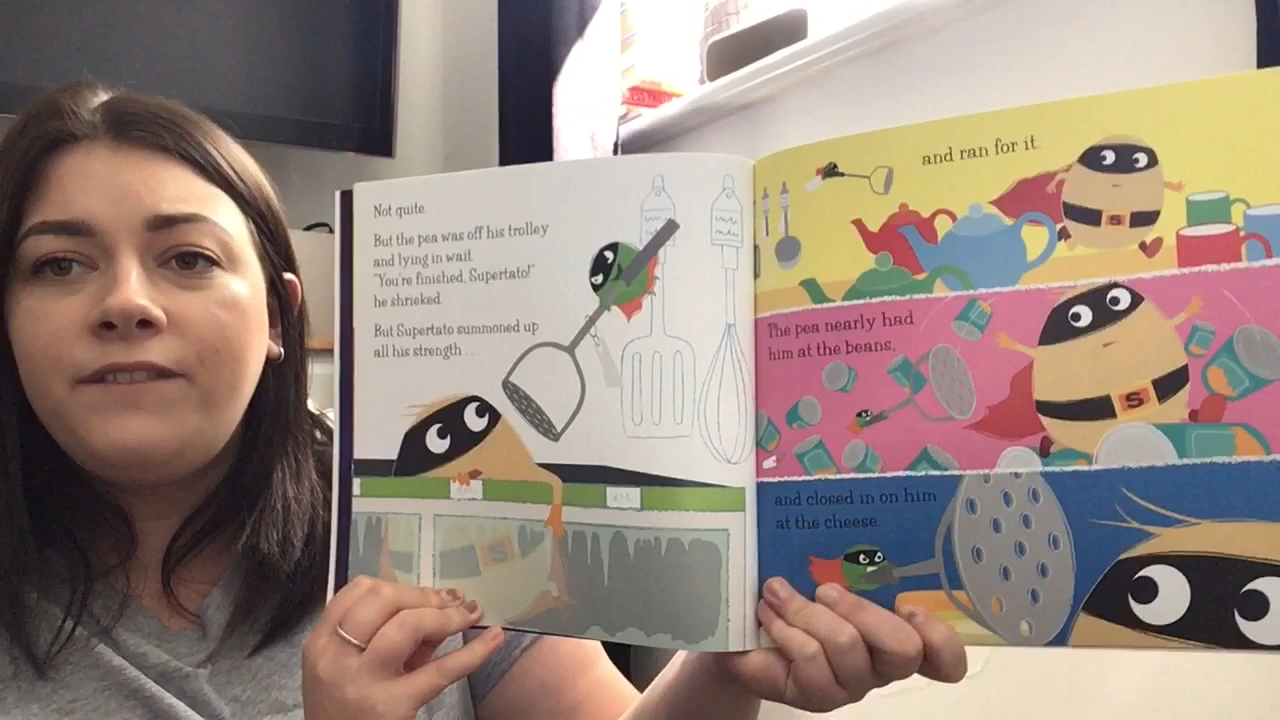 Not quite.
But the pea was off his trolley
and lying in wait.
"You're finished, Supertato!"
he shrieked.
But Supertato summoned up
all his strength . . .
and ran for it.
S
The pea nearly had
him at the beans,
S
and closed in on him
at the cheese.
S